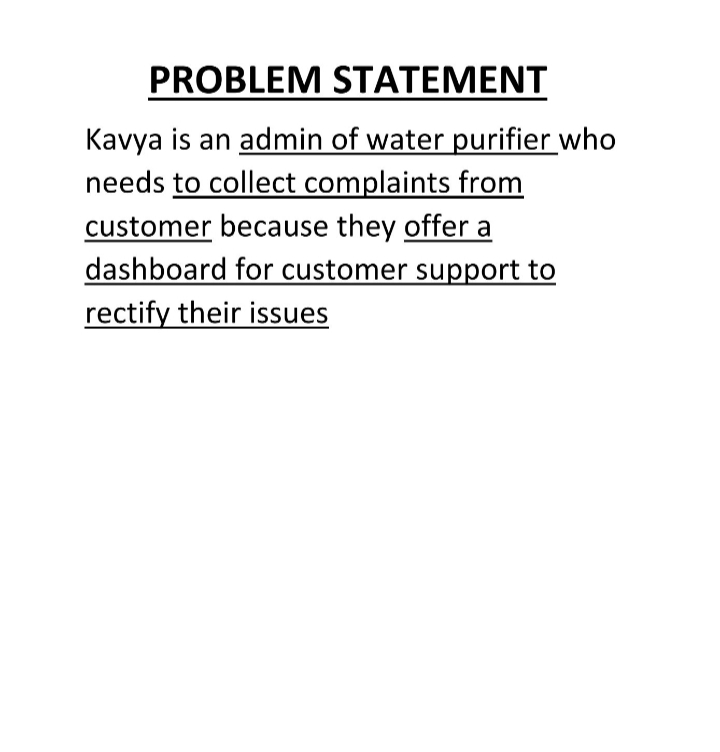 PROBLEM STATEMENT
Kavya is an admin of water purifier who
needs to collect complaints from
customer because they offer a
dashboard for customer support to
rectify their issues